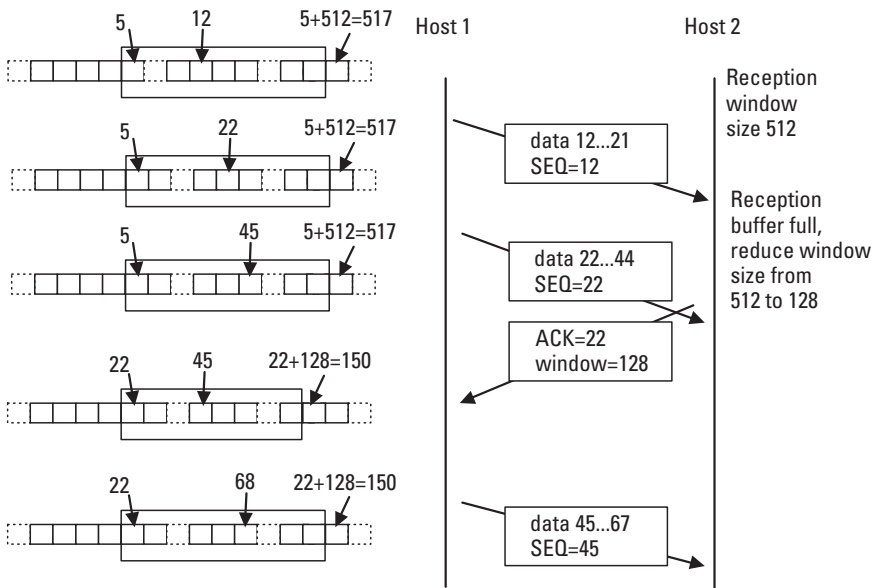 5
12
5+512=517
Host 1
Host 2
Reception
window
size 512
data 12...21
SEQ=12
5
22
5+512=517
Reception
buffer full,
reduce window
size from
512 to 128
5
45
5+512=517
data 22...44
SEQ=22
ACK=22
window=128
22
45
22+128=150
22
68
22+128=150
data 45...67
SEQ=45